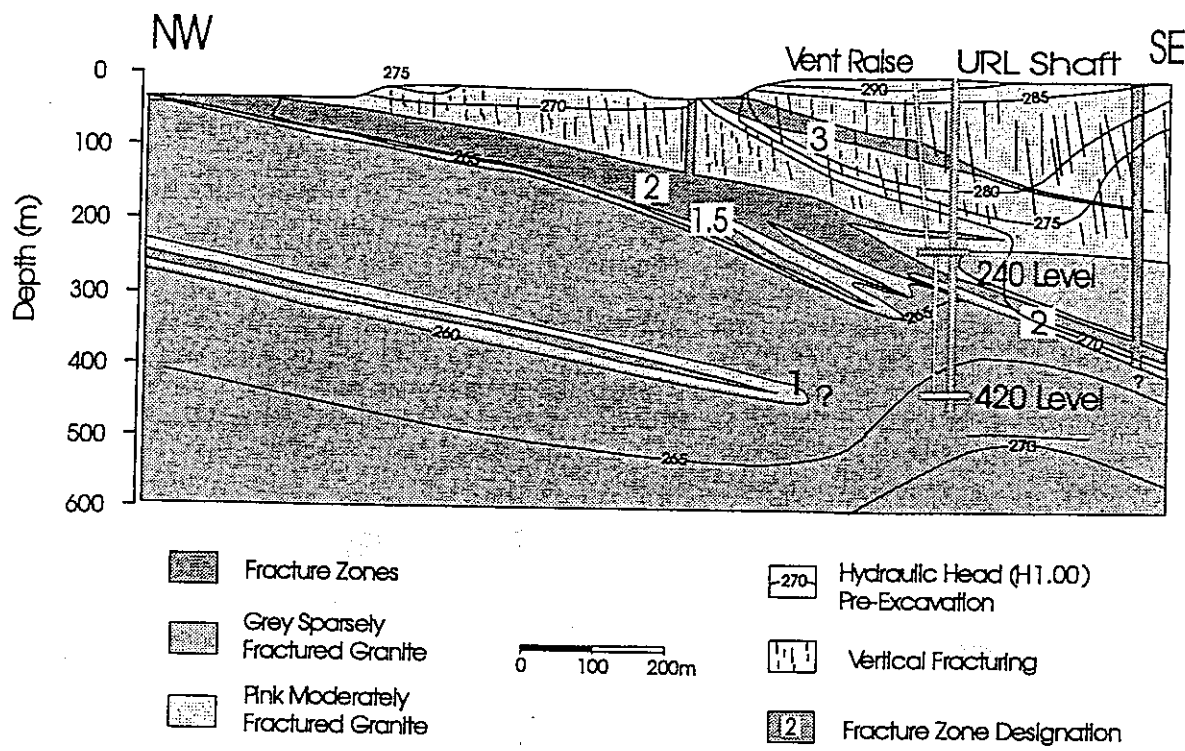 NW
Vent Raise
URL Shaft
SE
Depth (m)
0
100
200
300
400
500
600
275
270
290
285
3
265
2
280
275
1.5
240 Level
265
2
270
260
1?
?
420 Level
265
270
Fracture Zones
Grey Sparsely
Fractured Granite
Pink Moderately
Fractured Granite
0 100 200m
270 Hydraulic Head (H1.00)
Pre-Excavation
Vertical Fracturing
2 Fracture Zone Designation